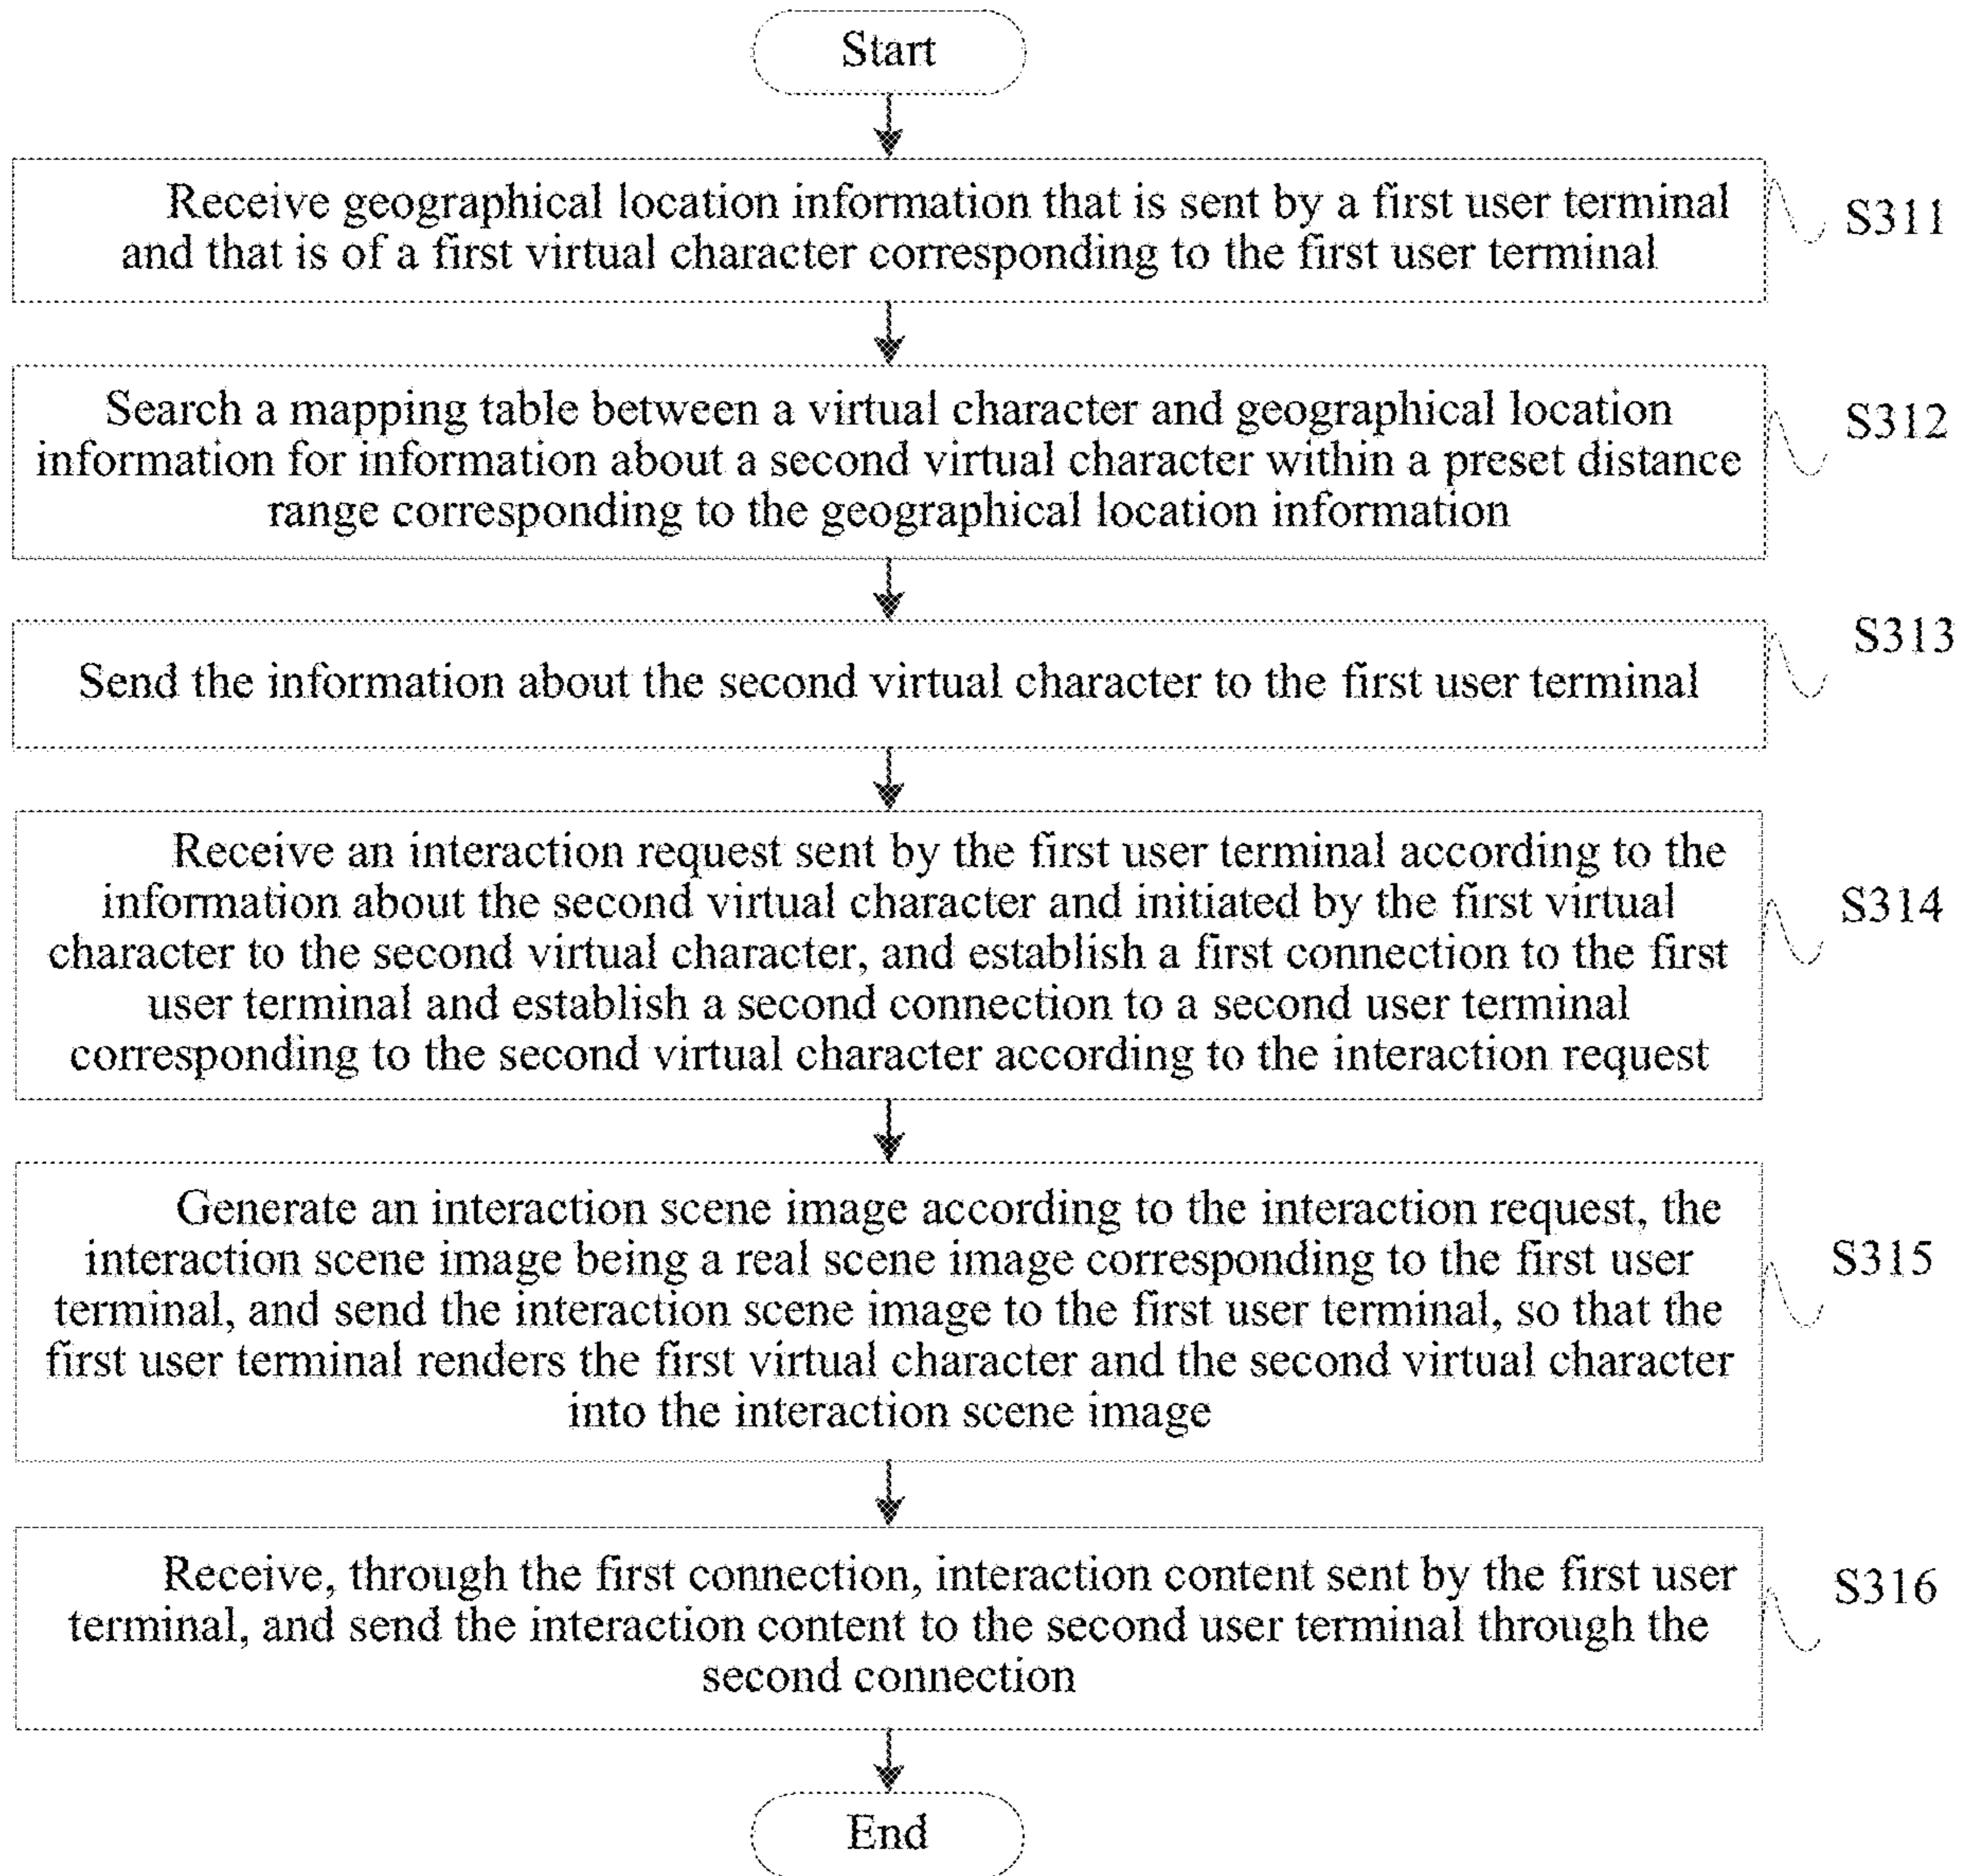 Start
Receive geographical location information that is sent by a first user terminal
and that is of a first virtual character corresponding to the first user terminal
S311
Search a mapping table between a virtual character and geographical location
information for information about a second virtual character within a preset distance
range corresponding to the geographical location information
S312
Send the information about the second virtual character to the first user terminal
S313
Receive an interaction request sent by the first user terminal according to the
information about the second virtual character and initiated by the first virtual
character to the second virtual character, and establish a first connection to the first
user terminal and establish a second connection to a second user terminal
corresponding to the second virtual character according to the interaction request
S314
Generate an interaction scene image according to the interaction request, the
interaction scene image being a real scene image corresponding to the first user
terminal, and send the interaction scene image to the first user terminal, so that the
first user terminal renders the first virtual character and the second virtual character
into the interaction scene image
S315
Receive, through the first connection, interaction content sent by the first user
terminal, and send the interaction content to the second user terminal through the
second connection
S316
End